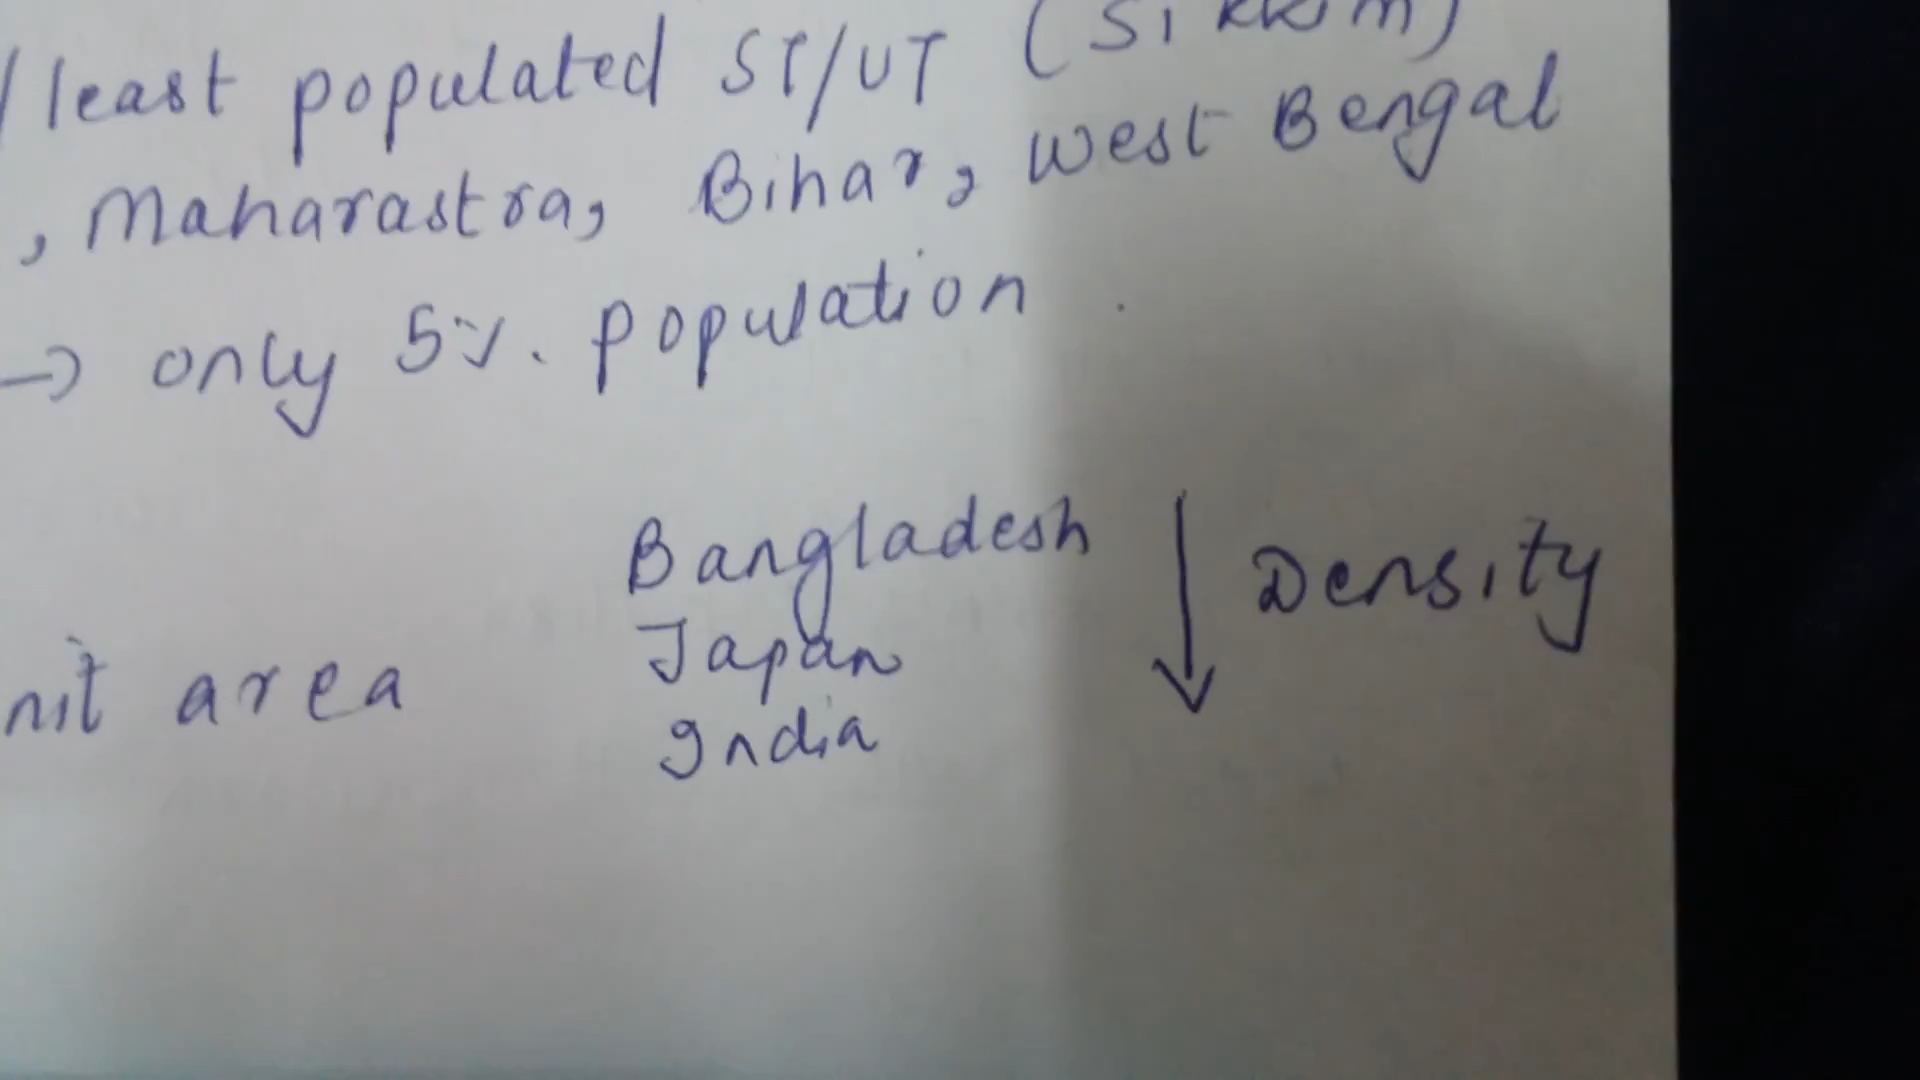 / least populated ST/UT (Sikkim)
, Maharastra, Bihar, West Bengal
→ only 5%. population.
Bangladesh ↓ Density
nit area Japan
India